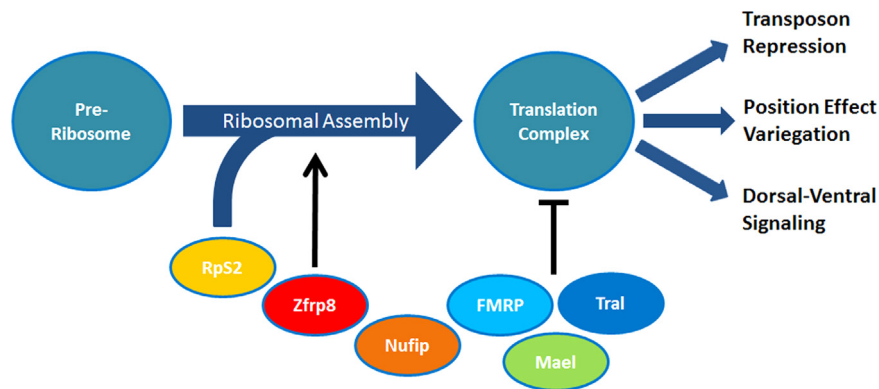 Pre-
Ribosome
Ribosomal Assembly
Translation
Complex
Transposon
Repression
Position Effect
Variegation
Dorsal-Ventral
Signaling
RpS2
Zfrp8
Nufip
FMRP
Tral
Mael